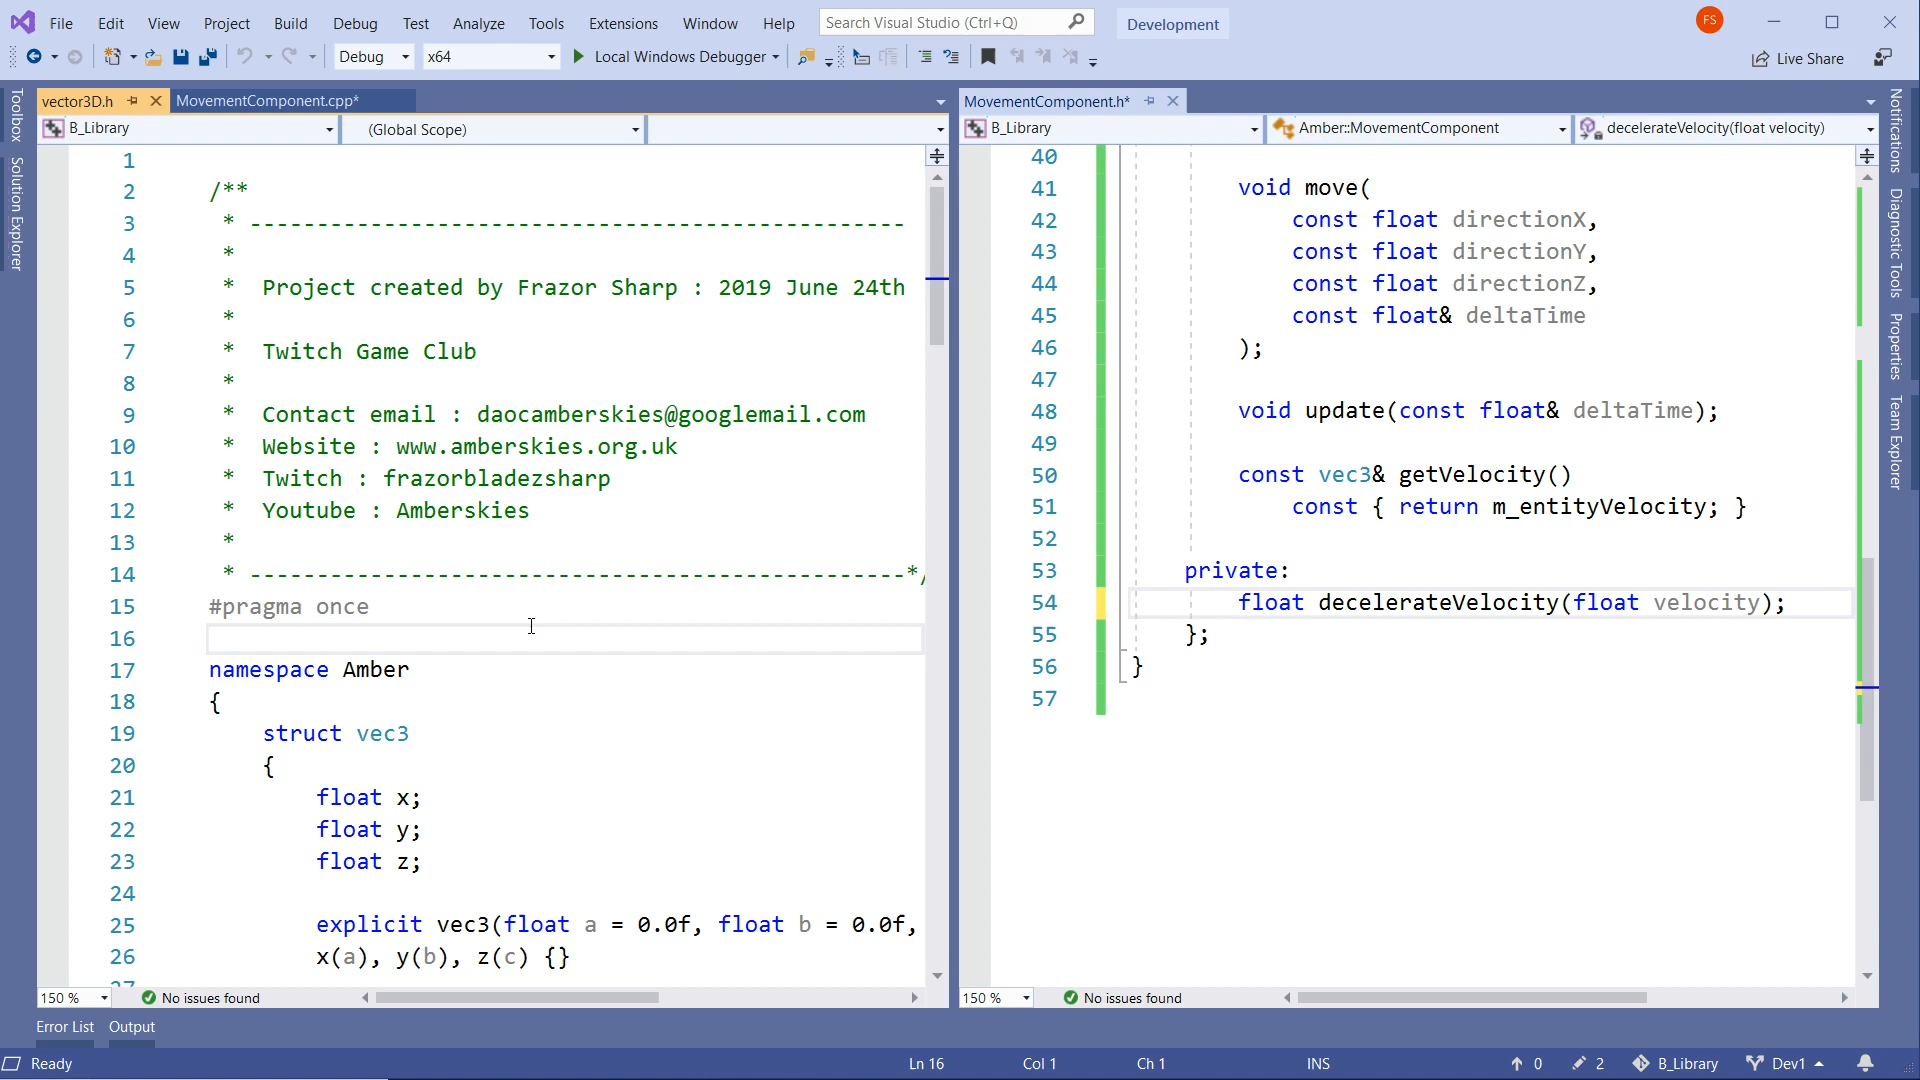 File Edit View Project Build Debug Test Analyze Tools Extensions Window Help Search Visual Studio (Ctrl+Q) Development FS
Debug x64 Local Windows Debugger Live Share
Toolbox
Solution Explorer
vector3D.h MovementComponent.cpp*
B_Library (Global Scope)
1
2 /**
3 * -------------------------------------------------
4 *
5 * Project created by Frazor Sharp : 2019 June 24th
6 *
7 * Twitch Game Club
8 *
9 * Contact email : daocamberskies@googlemail.com
10 * Website : www.amberskies.org.uk
11 * Twitch : frazorbladezsharp
12 * Youtube : Amberskies
13 *
14 * -------------------------------------------------*/
15 #pragma once
16
17 namespace Amber
18 {
19 struct vec3
20 {
21 float x;
22 float y;
23 float z;
24
25 explicit vec3(float a = 0.0f, float b = 0.0f,
26 x(a), y(b), z(c) {}
150 % No issues found
MovementComponent.h*
B_Library Amber::MovementComponent decelerateVelocity(float velocity)
40
41 void move(
42 const float directionX,
43 const float directionY,
44 const float directionZ,
45 const float& deltaTime
46 );
47
48 void update(const float& deltaTime);
49
50 const vec3& getVelocity()
51 const { return m_entityVelocity; }
52
53 private:
54 float decelerateVelocity(float velocity);
55 };
56 }
57
150 % No issues found
Notifications
Diagnostic Tools
Properties
Team Explorer
Error List Output
Ready Ln 16 Col 1 Ch 1 INS 0 2 B_Library Dev1